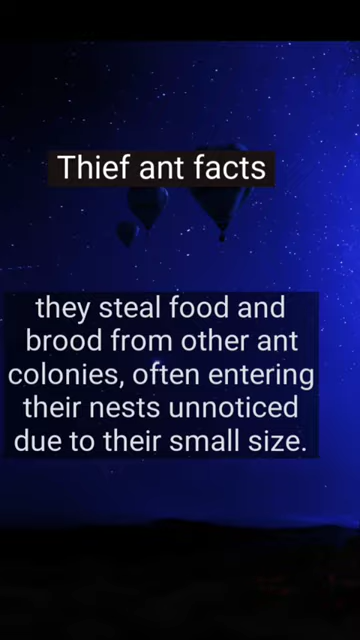 Thief ant facts
they steal food and
brood from other ant
colonies, often entering
their nests unnoticed
due to their small size.